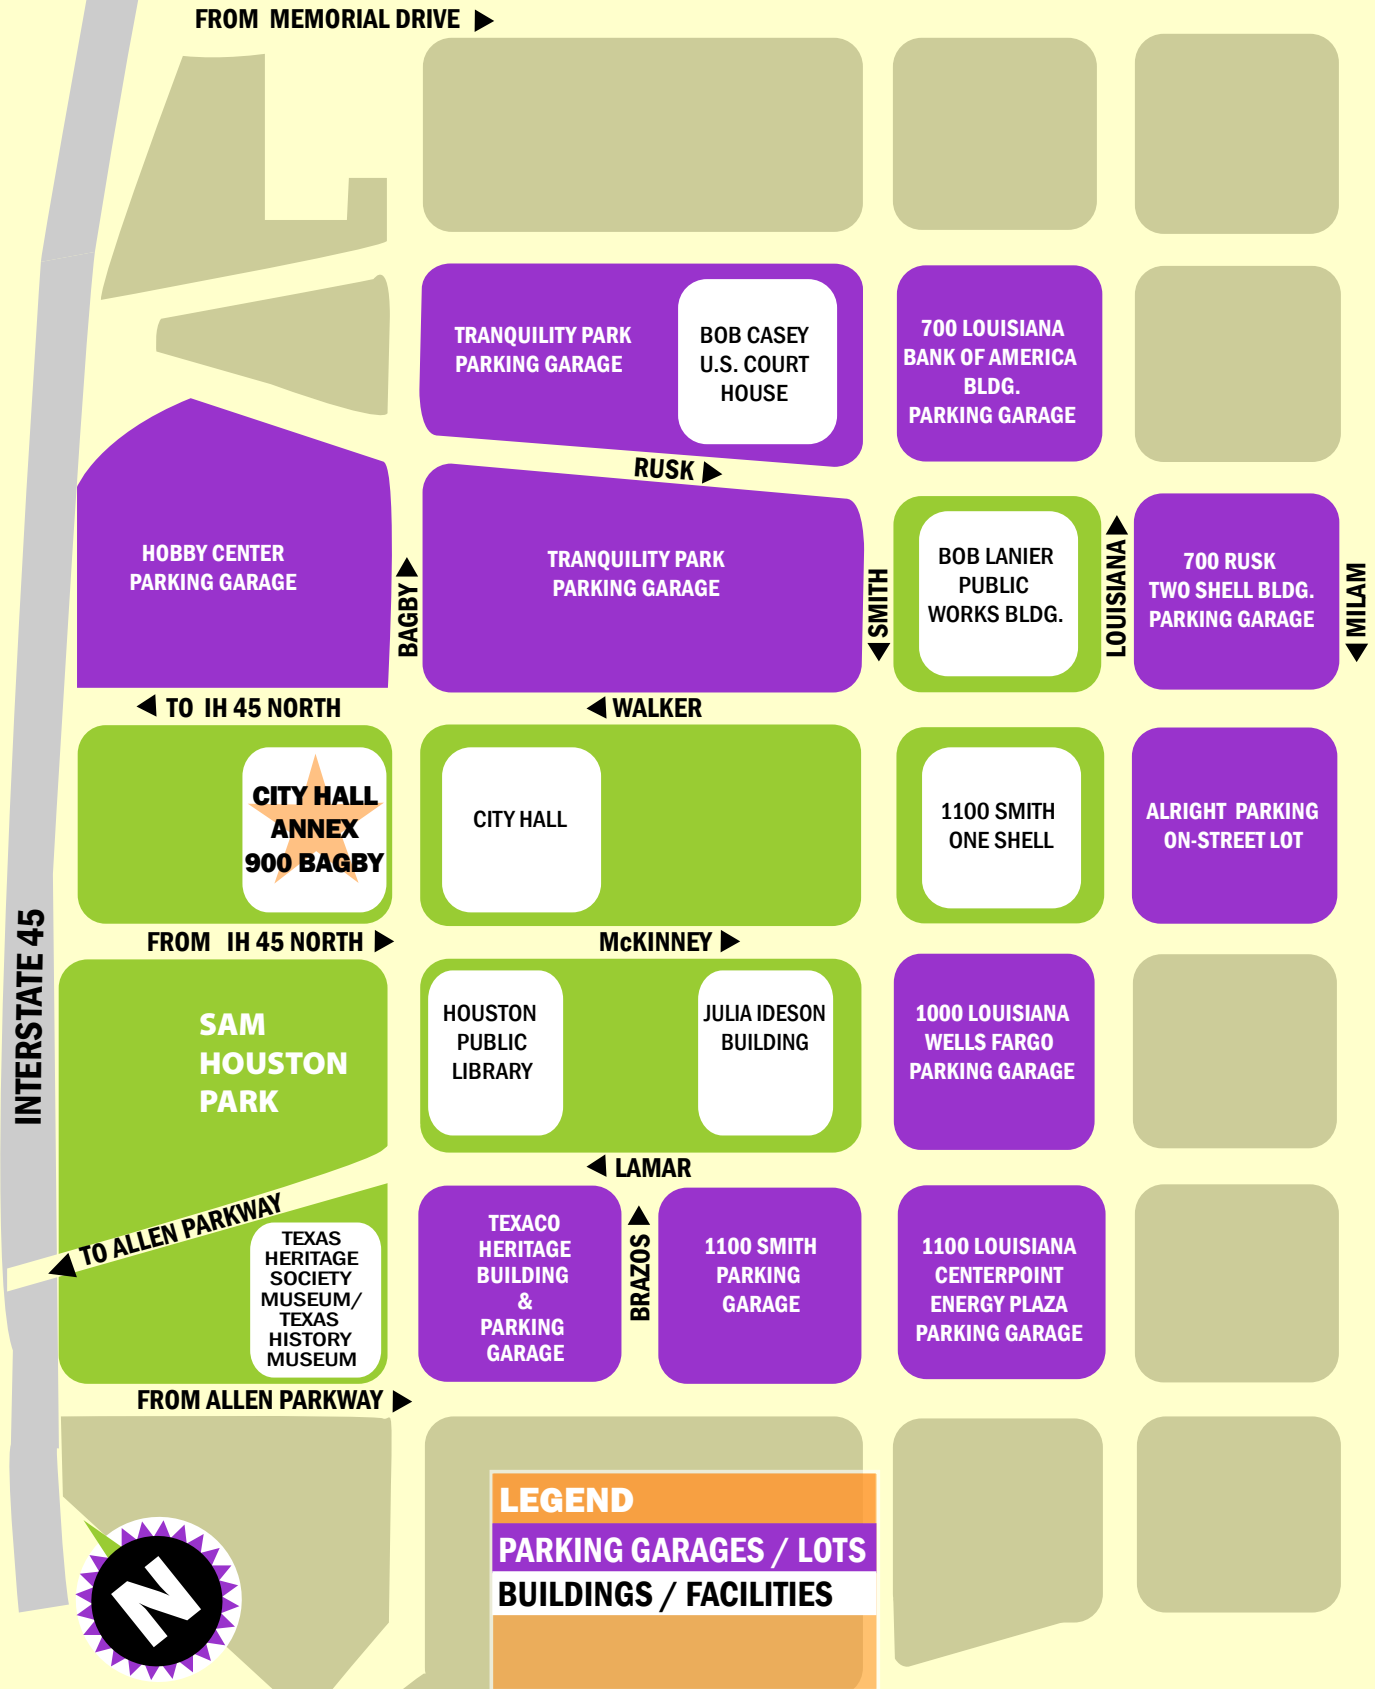 FROM MEMORIAL DRIVE
TRANQUILITY PARK
PARKING GARAGE
BOB CASEY
U.S. COURT
HOUSE
700 LOUISIANA
BANK OF AMERICA
BLDG.
PARKING GARAGE
RUSK
HOBBY CENTER
PARKING GARAGE
BAGBY
TRANQUILITY PARK
PARKING GARAGE
SMITH
BOB LANIER
PUBLIC
WORKS BLDG.
LOUISIANA
700 RUSK
TWO SHELL BLDG.
PARKING GARAGE
MILAM
TO IH 45 NORTH
WALKER
CITY HALL
ANNEX
900 BAGBY
CITY HALL
1100 SMITH
ONE SHELL
ALRIGHT PARKING
ON-STREET LOT
INTERSTATE 45
FROM IH 45 NORTH
McKINNEY
SAM
HOUSTON
PARK
HOUSTON
PUBLIC
LIBRARY
JULIA IDESON
BUILDING
1000 LOUISIANA
WELLS FARGO
PARKING GARAGE
LAMAR
TO ALLEN PARKWAY
TEXAS
HERITAGE
SOCIETY
MUSEUM/
TEXAS
HISTORY
MUSEUM
TEXACO
HERITAGE
BUILDING
&
PARKING
GARAGE
BRAZOS
1100 SMITH
PARKING
GARAGE
1100 LOUISIANA
CENTERPOINT
ENERGY PLAZA
PARKING GARAGE
FROM ALLEN PARKWAY
LEGEND
PARKING GARAGES / LOTS
BUILDINGS / FACILITIES
N